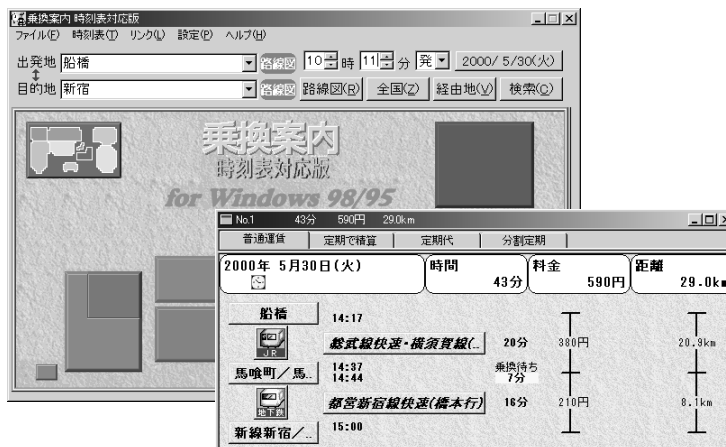 乗換案内 時刻表対応版
ファイル(F) 時刻表(T) リンク(L) 設定(P) ヘルプ(H)
出発地 船橋 路線図 10 時 11 分 発 2000/ 5/30(火)
目的地 新宿 路線図 路線図(R) 全国(Z) 経由地(V) 検索(C)
乗換案内
時刻表対応版
for Windows 98/95
No.1 43分 590円 29.0km
普通運賃 定期で積算 定期代 分割定期
2000年 5月30日(火) 時間 料金 距離
43分 590円 29.0km
船橋 14:17
JR 総武線快速・横須賀線(.. 20分 380円 20.9km
馬喰町/馬.. 14:37 乗換待ち
14:44 7分
地下鉄 都営新宿線快速(橋本行) 16分 210円 8.1km
新線新宿/.. 15:00